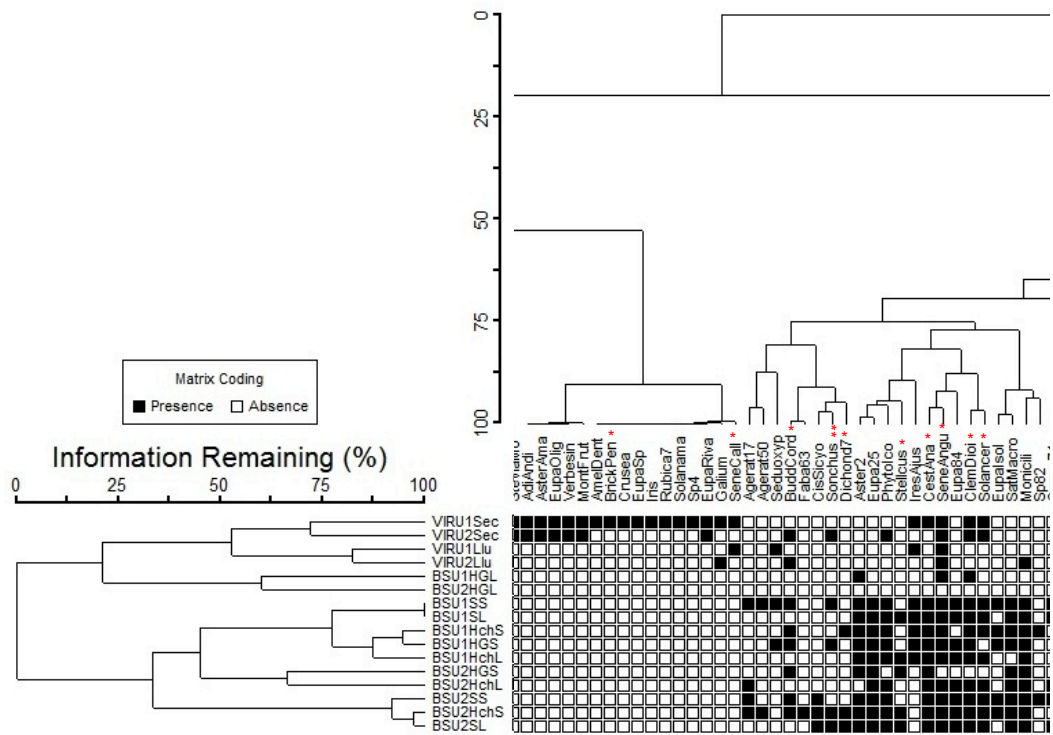 0
25
50
75
100
Matrix Coding
Presence Absence
Information Remaining (%)
0 25 50 75 100
AdiAndi
AsterAma
EupaOlig
Verbesin
MontFrut
AmelDent
BrickPen
Crusea
EupaSp
Iris
Rubica7
Solanama
Sp4
EupaRiva
Galium
SeneCall
Agerat17
Agerat50
Seduoxyp
BuddCord
Faba63
CisSicyo
Sonchus
Dichond7
Aster2
Eupa25
Phytolco
Stellcus
IresAjus
CestAna
SeneAngu
Eupa84
ClemDioi
Solancer
Eupalsol
SatMacro
Monicili
Sp82
VIRU1Sec
VIRU2Sec
VIRU1Llu
VIRU2Llu
BSU1HGL
BSU2HGL
BSU1SS
BSU1SL
BSU1HchS
BSU1HGS
BSU1HchL
BSU2HGS
BSU2HchL
BSU2SS
BSU2HchS
BSU2SL